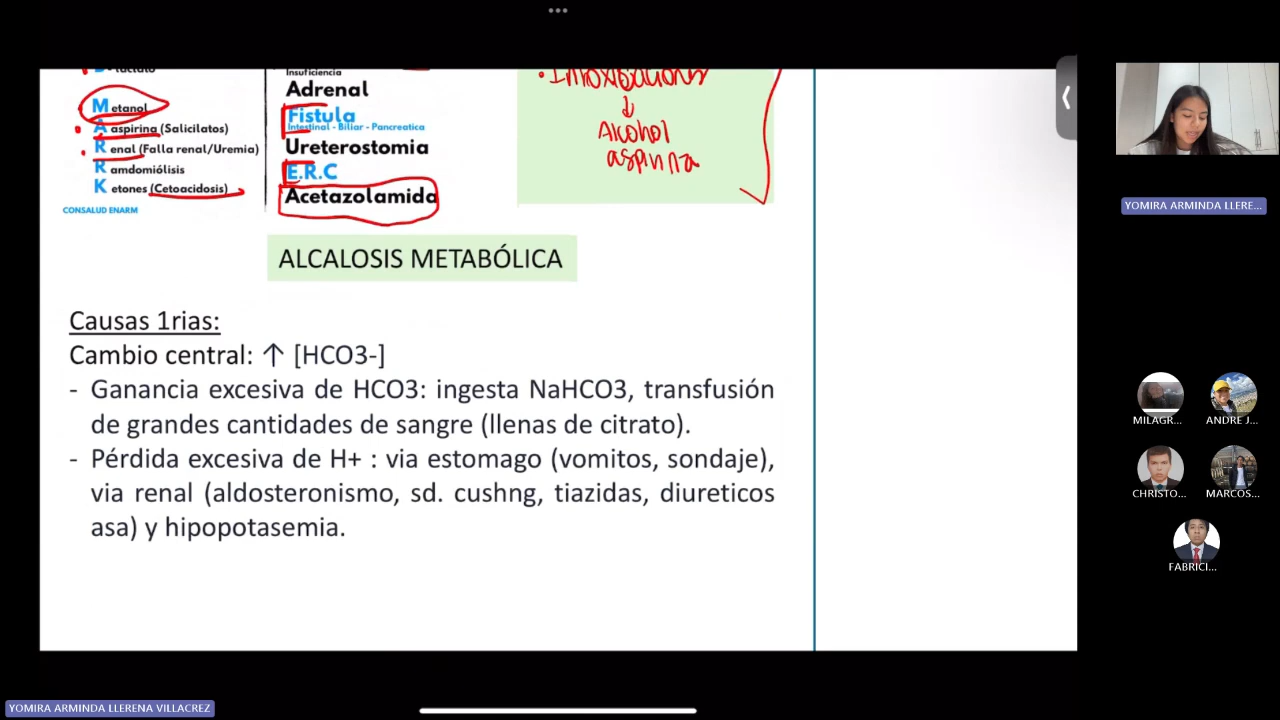 D - lactato
Metanol
Aaspirina (Salicilatos)
Renal (Falla renal/Uremia)
Ramdomiólisis
Ketones (Cetoacidosis)
CONSALUD ENARM
Insuficiencia
Adrenal
Fistula
Intestinal - Biliar - Pancreatica
Ureterostomia
E.R.C
Acetazolamida
• Intoxicaciones
↓
Alcohol
aspirina
ALCALOSIS METABÓLICA
Causas 1rias:
Cambio central: ↑ [HCO3-]
- Ganancia excesiva de HCO3: ingesta NaHCO3, transfusión
de grandes cantidades de sangre (llenas de citrato).
- Pérdida excesiva de H+ : via estomago (vomitos, sondaje),
via renal (aldosteronismo, sd. cushng, tiazidas, diureticos
asa) y hipopotasemia.
YOMIRA ARMINDA LLERE...
MILAGR...
ANDRE J...
CHRISTO...
MARCOS...
FABRICI...
YOMIRA ARMINDA LLERENA VILLACREZ